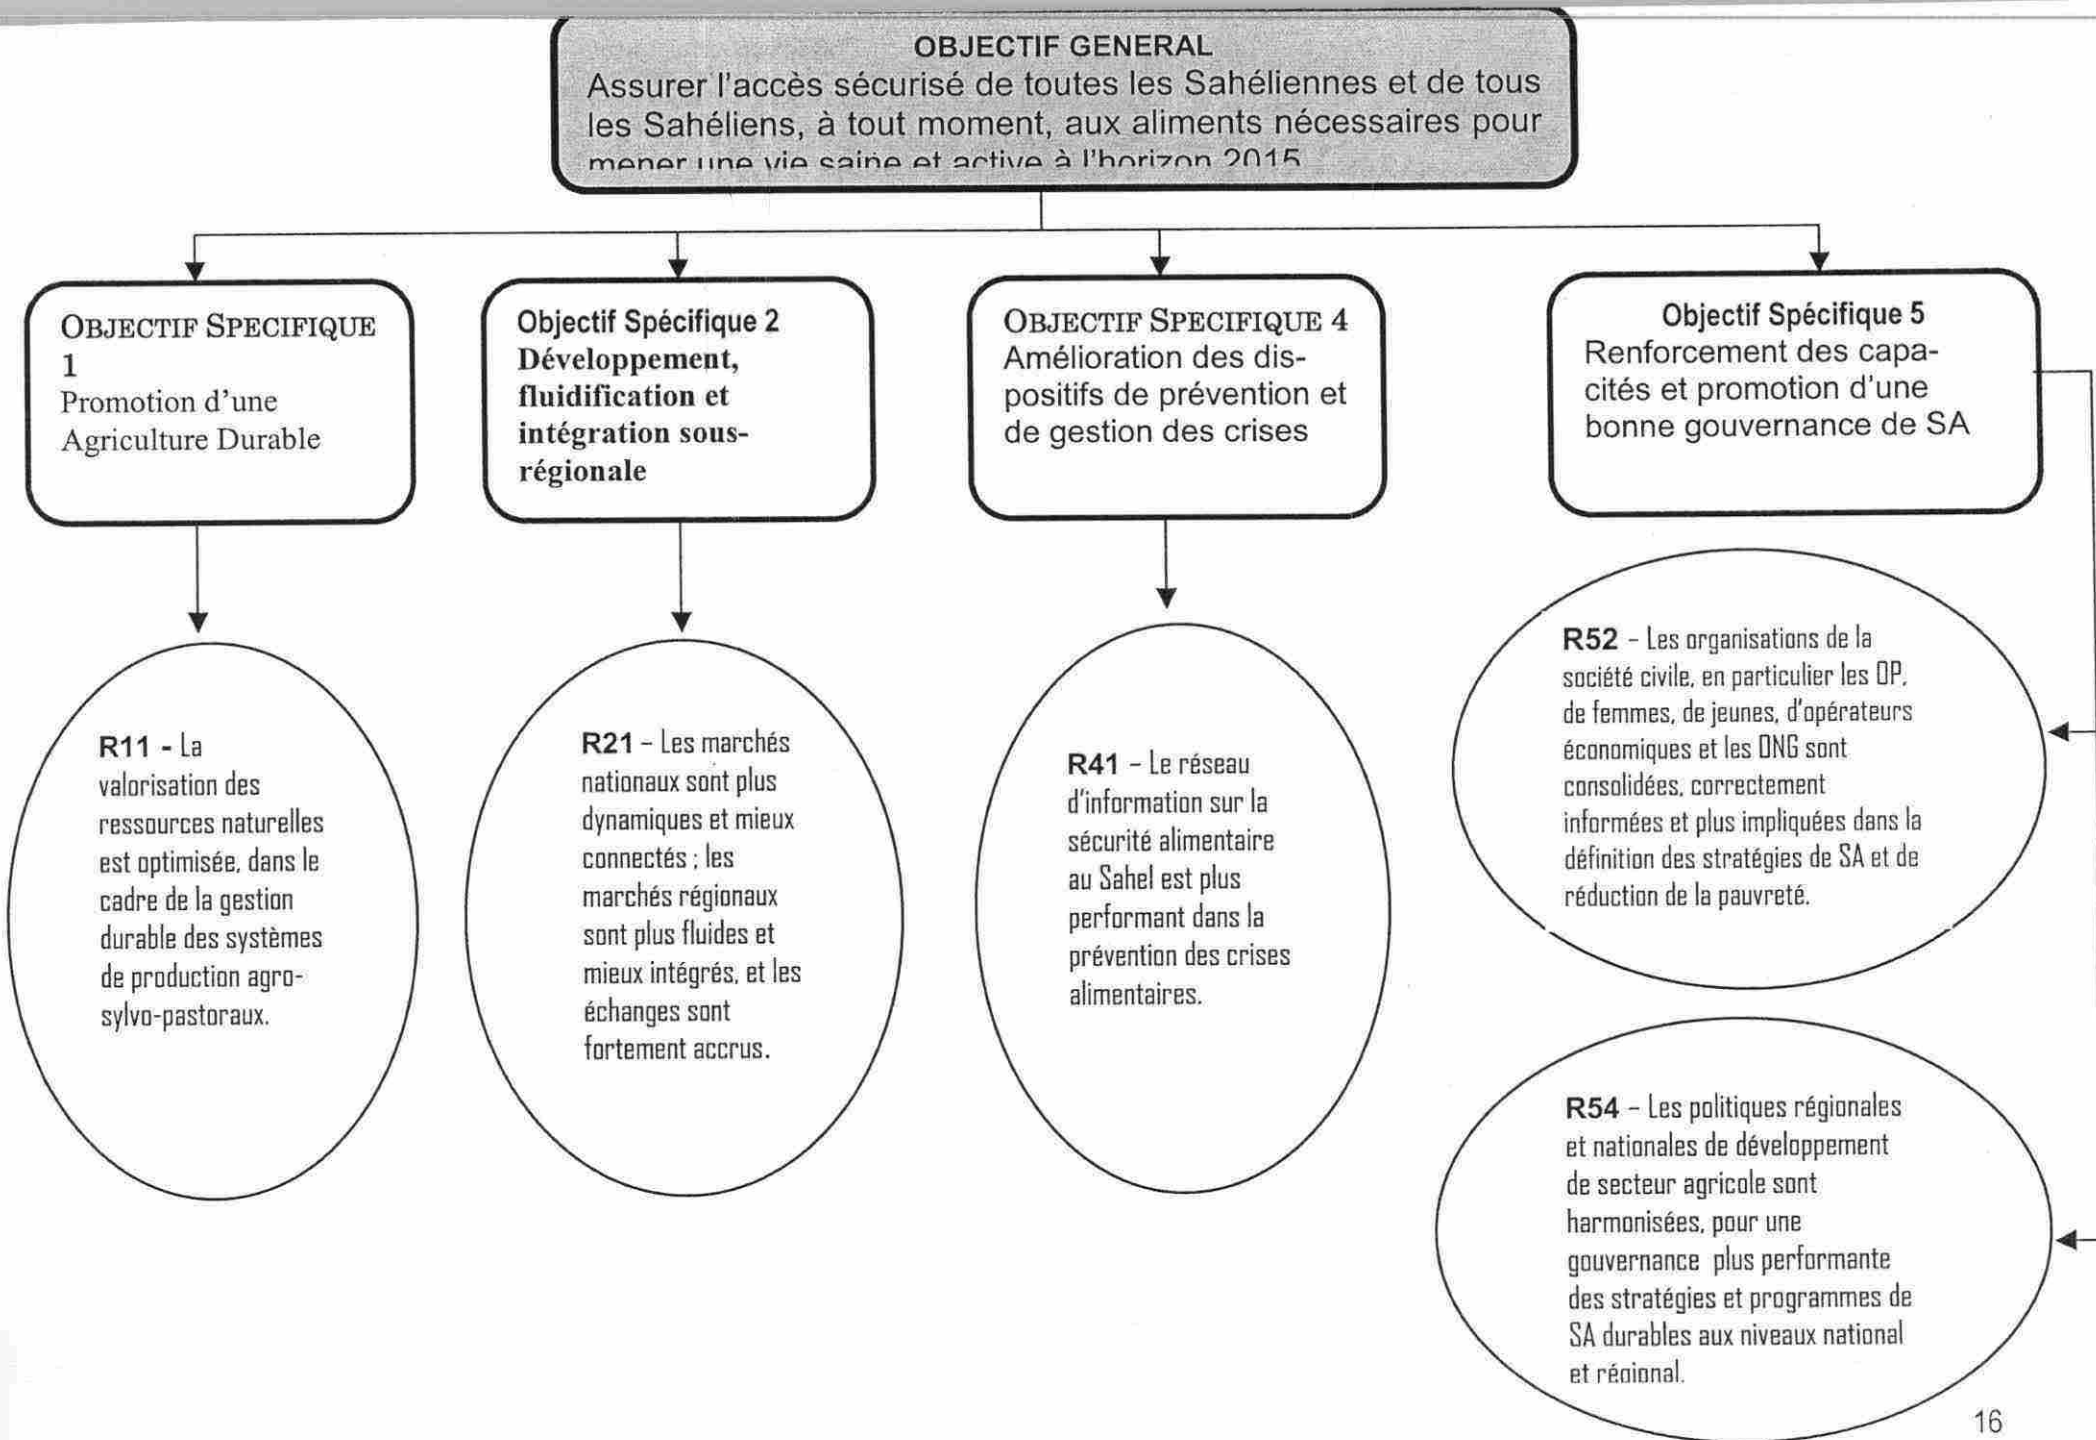 OBJECTIF GENERAL
Assurer l'accès sécurisé de toutes les Sahéliennes et de tous
les Sahéliens, à tout moment, aux aliments nécessaires pour
mener une vie saine et active à l'horizon 2015
OBJECTIF SPECIFIQUE
1
Promotion d'une
Agriculture Durable
Objectif Spécifique 2
Développement,
fluidification et
intégration sous-
régionale
OBJECTIF SPECIFIQUE 4
Amélioration des dis-
positifs de prévention et
de gestion des crises
Objectif Spécifique 5
Renforcement des capa-
cités et promotion d'une
bonne gouvernance de SA
R11 - La
valorisation des
ressources naturelles
est optimisée, dans le
cadre de la gestion
durable des systèmes
de production agro-
sylvo-pastoraux.
R21 – Les marchés
nationaux sont plus
dynamiques et mieux
connectés ; les
marchés régionaux
sont plus fluides et
mieux intégrés, et les
échanges sont
fortement accrus.
R41 – Le réseau
d'information sur la
sécurité alimentaire
au Sahel est plus
performant dans la
prévention des crises
alimentaires.
R52 – Les organisations de la
société civile, en particulier les OP,
de femmes, de jeunes, d'opérateurs
économiques et les ONG sont
consolidées, correctement
informées et plus impliquées dans la
définition des stratégies de SA et de
réduction de la pauvreté.
R54 – Les politiques régionales
et nationales de développement
de secteur agricole sont
harmonisées, pour une
gouvernance plus performante
des stratégies et programmes de
SA durables aux niveaux national
et régional.
16